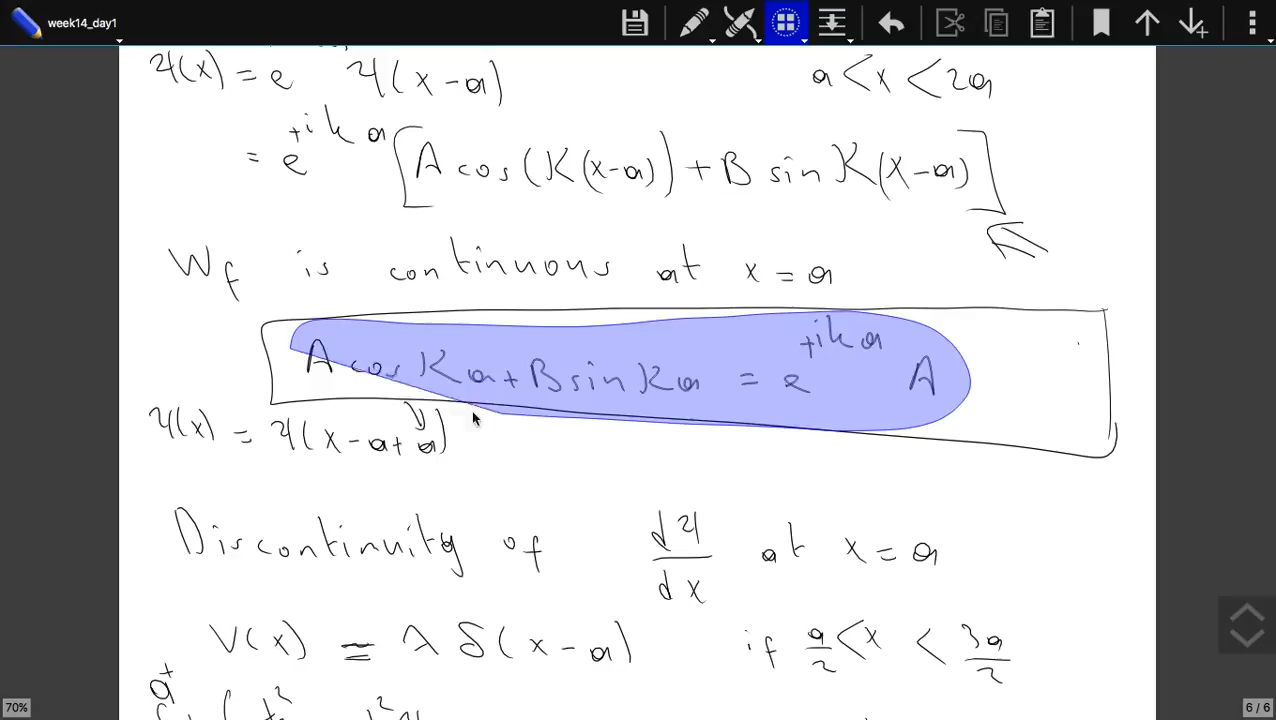 week14_day1
Ψ(x) = e Ψ(x-a) a < x < 2a
= e^{+ika} [A cos(K(x-a)) + B sin K(x-a)]
Wf is continuous at x = a
A cos Ka + B sin Ka = e^{+ika} A
Ψ(x) = Ψ(x-a+a)
Discontinuity of dΨ/dx at x = a
V(x) = λ δ(x-a) if a/2 < x < 3a/2
a⁺
70%
6 / 6